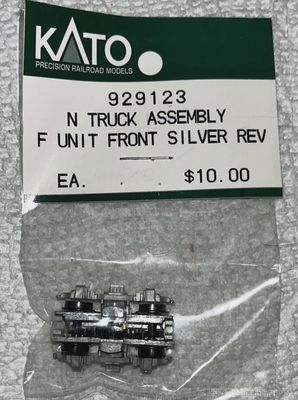 KATO
PRECISION RAILROAD MODELS
929123
N TRUCK ASSEMBLY
F UNIT FRONT SILVER REV
EA. $10.00